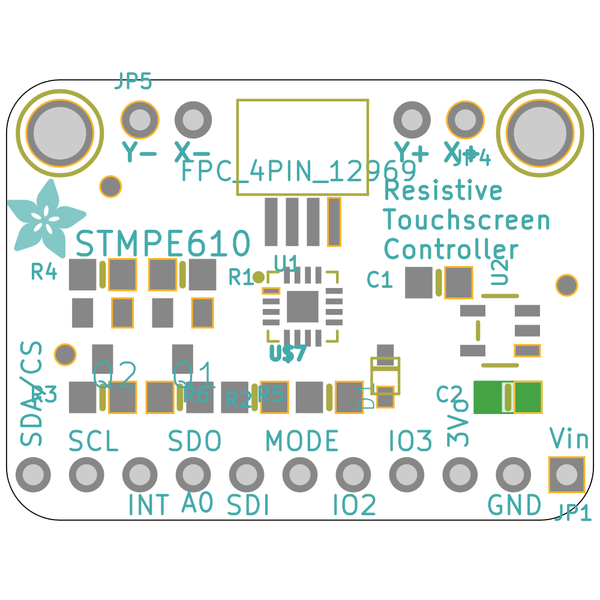 JP5
Y- X- Y+ X+
JP4
FPC_4PIN_12969
Resistive
Touchscreen
Controller
STMPE610
R4
R1
U1
C1
U2
U$7
SDA/CS
Q2
Q1
R3
R6
R2
R5
C2
3Vo
SCL
SDO
MODE
IO3
Vin
INT
A0
SDI
IO2
GND
JP1